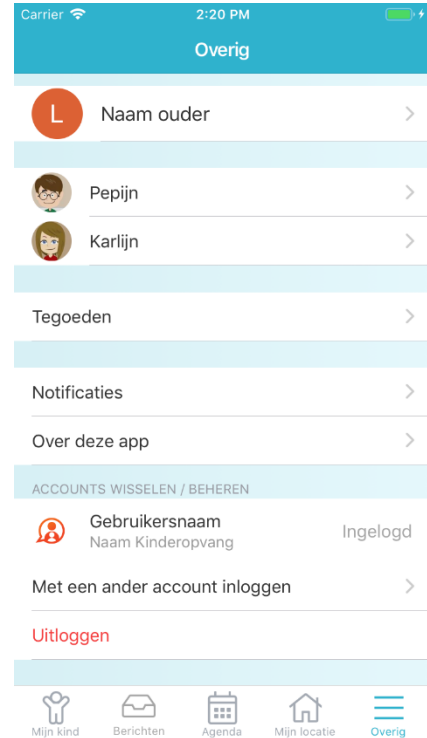 Carrier 2:20 PM
Overig
L Naam ouder
Pepijn
Karlijn
Tegoeden
Notificaties
Over deze app
ACCOUNTS WISSELEN / BEHEREN
Gebruikersnaam
Naam Kinderopvang
Ingelogd
Met een ander account inloggen
Uitloggen
Mijn kind Berichten Agenda Mijn locatie Overig